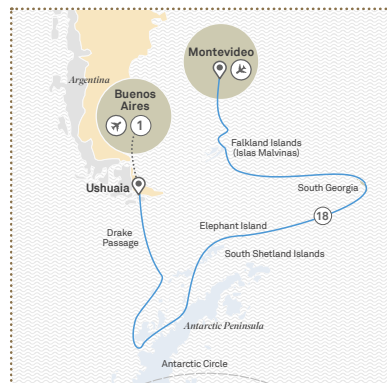 Montevideo
Argentina
Buenos
Aires
1
Falkland Islands
(Islas Malvinas)
Ushuaia
South Georgia
18
Elephant Island
Drake
Passage
South Shetland Islands
Antarctic Peninsula
Antarctic Circle